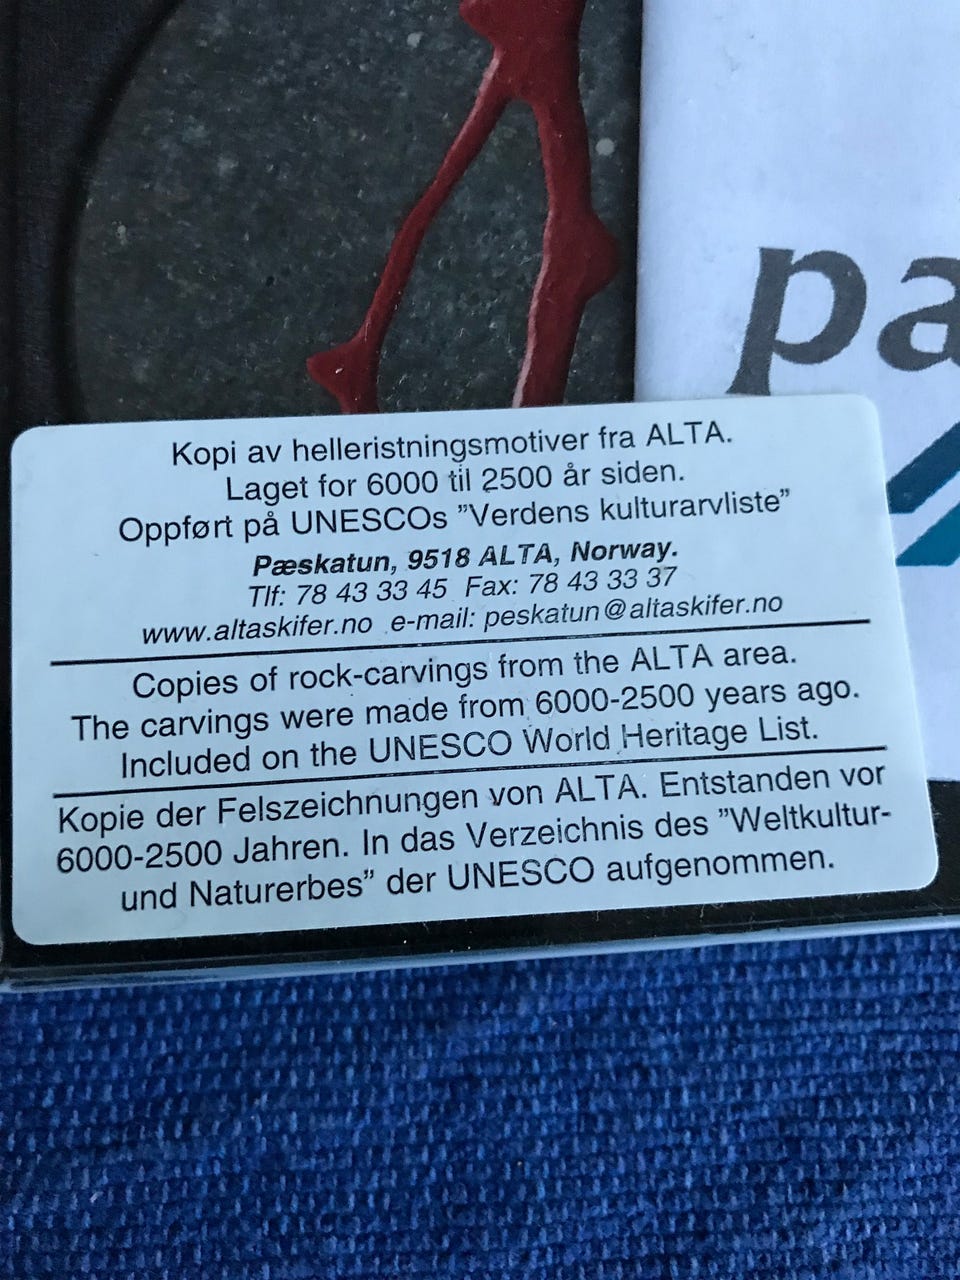 pa
Kopi av helleristningsmotiver fra ALTA.
Laget for 6000 til 2500 år siden.
Oppført på UNESCOs ”Verdens kulturarvliste”
Pæskatun, 9518 ALTA, Norway.
Tlf: 78 43 33 45 Fax: 78 43 33 37
www.altaskifer.no e-mail: peskatun@altaskifer.no
Copies of rock-carvings from the ALTA area.
The carvings were made from 6000-2500 years ago.
Included on the UNESCO World Heritage List.
Kopie der Felszeichnungen von ALTA. Entstanden vor
6000-2500 Jahren. In das Verzeichnis des ”Weltkultur-
und Naturerbes” der UNESCO aufgenommen.